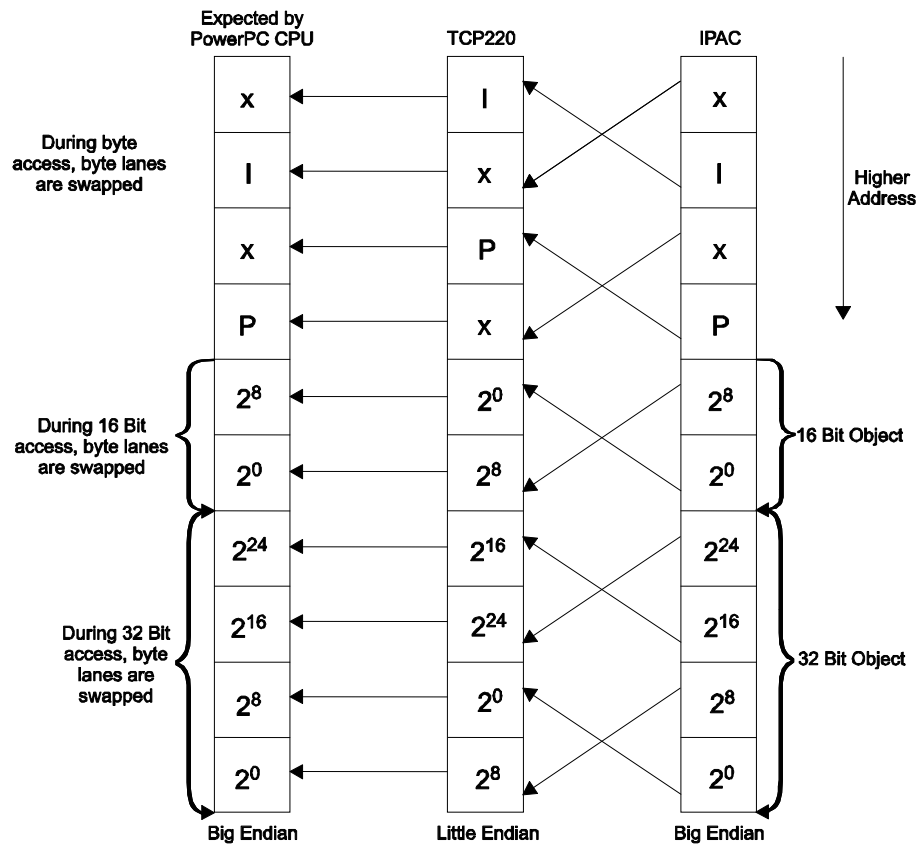 Expected by
PowerPC CPU
TCP220
IPAC
x
I
x
During byte
access, byte lanes
are swapped
I
x
I
Higher
Address
x
P
x
P
x
P
During 16 Bit
access, byte lanes
are swapped
2⁸
2⁰
2⁸
16 Bit Object
2⁰
2⁸
2⁰
2²⁴
2¹⁶
2²⁴
During 32 Bit
access, byte
lanes are
swapped
2¹⁶
2²⁴
2¹⁶
32 Bit Object
2⁸
2⁰
2⁸
2⁰
2⁸
2⁰
Big Endian
Little Endian
Big Endian